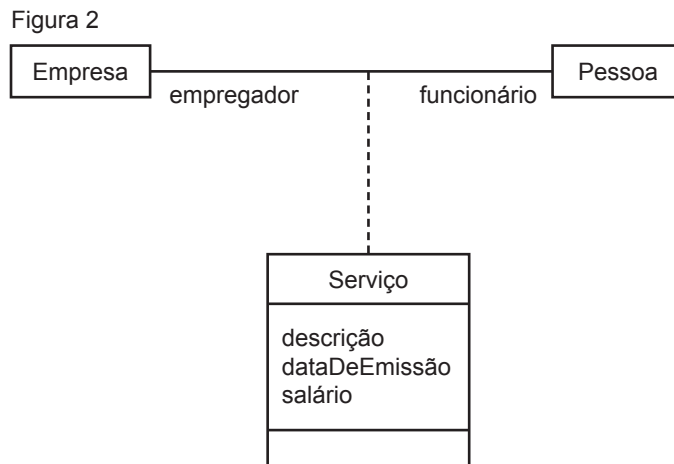 Figura 2
Empresa
Pessoa
empregador
funcionário
Serviço
descrição
dataDeEmissão
salário